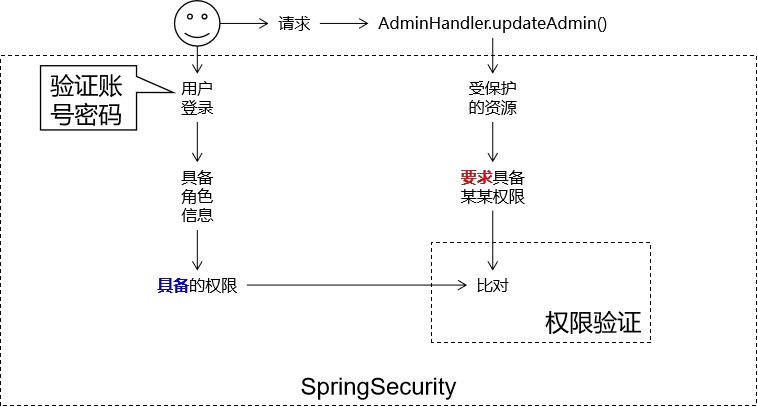 请求
AdminHandler.updateAdmin()
验证账
号密码
用户
登录
受保护
的资源
具备
角色
信息
要求具备
某某权限
具备的权限
比对
权限验证
SpringSecurity